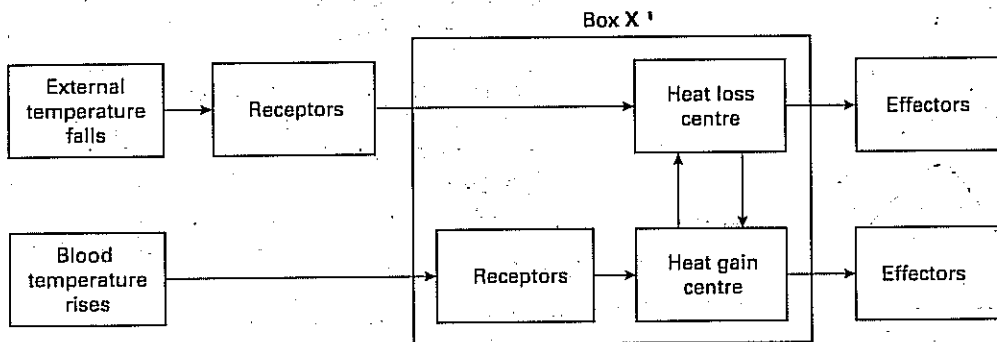 Box X
External
temperature
falls
Receptors
Heat loss
centre
Effectors
Blood
temperature
rises
Receptors
Heat gain
centre
Effectors